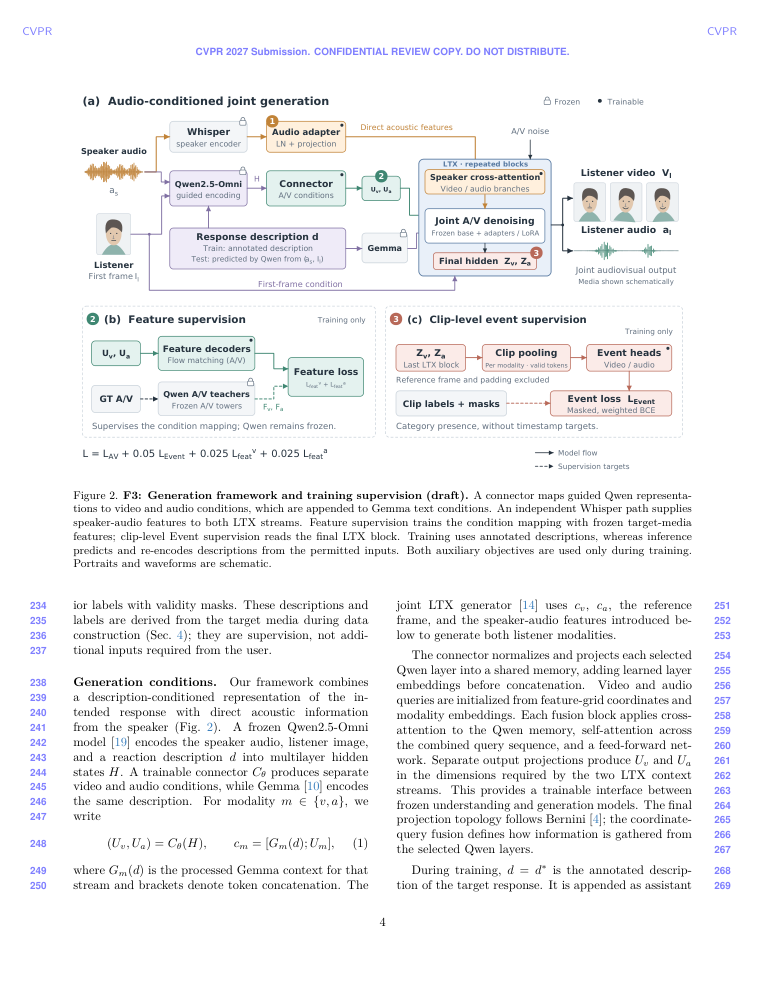 CVPR
CVPR
CVPR 2027 Submission. CONFIDENTIAL REVIEW COPY. DO NOT DISTRIBUTE.
(a) Audio-conditioned joint generation
Frozen
Trainable
1
Whisper
speaker encoder
Audio adapter
LN + projection
Direct acoustic features
A/V noise
Speaker audio
a_s
Qwen2.5-Omni
guided encoding
H
Connector
A/V conditions
2
U_v, U_a
LTX · repeated blocks
Speaker cross-attention
Video / audio branches
Joint A/V denoising
Frozen base + adapters / LoRA
3
Final hidden Z_v, Z_a
Listener video V_l
Listener audio a_l
Joint audiovisual output
Media shown schematically
Response description d
Train: annotated description
Test: predicted by Qwen from (a_s, I_l)
Gemma
Listener
First frame I_l
First-frame condition
2 (b) Feature supervision
Training only
U_v, U_a
Feature decoders
Flow matching (A/V)
Feature loss
L_feat^v + L_feat^a
GT A/V
Qwen A/V teachers
Frozen A/V towers
F_v, F_a
Supervises the condition mapping; Qwen remains frozen.
3 (c) Clip-level event supervision
Training only
Z_v, Z_a
Last LTX block
Clip pooling
Per modality · valid tokens
Event heads
Video / audio
Reference frame and padding excluded
Clip labels + masks
Event loss L_Event
Masked, weighted BCE
Category presence, without timestamp targets.
L = L_AV + 0.05 L_Event + 0.025 L_feat^v + 0.025 L_feat^a
Model flow
Supervision targets
Figure 2. F3: Generation framework and training supervision (draft). A connector maps guided Qwen representa-
tions to video and audio conditions, which are appended to Gemma text conditions. An independent Whisper path supplies
speaker-audio features to both LTX streams. Feature supervision trains the condition mapping with frozen target-media
features; clip-level Event supervision reads the final LTX block. Training uses annotated descriptions, whereas inference
predicts and re-encodes descriptions from the permitted inputs. Both auxiliary objectives are used only during training.
Portraits and waveforms are schematic.
234 ior labels with validity masks. These descriptions and
235 labels are derived from the target media during data
236 construction (Sec. 4); they are supervision, not addi-
237 tional inputs required from the user.
238 Generation conditions. Our framework combines
239 a description-conditioned representation of the in-
240 tended response with direct acoustic information
241 from the speaker (Fig. 2). A frozen Qwen2.5-Omni
242 model [19] encodes the speaker audio, listener image,
243 and a reaction description d into multilayer hidden
244 states H. A trainable connector C_θ produces separate
245 video and audio conditions, while Gemma [10] encodes
246 the same description. For modality m ∈ {v, a}, we
247 write
248 (U_v, U_a) = C_θ(H), c_m = [G_m(d); U_m], (1)
249 where G_m(d) is the processed Gemma context for that
250 stream and brackets denote token concatenation. The
joint LTX generator [14] uses c_v, c_a, the reference 251
frame, and the speaker-audio features introduced be- 252
low to generate both listener modalities. 253
The connector normalizes and projects each selected 254
Qwen layer into a shared memory, adding learned layer 255
embeddings before concatenation. Video and audio 256
queries are initialized from feature-grid coordinates and 257
modality embeddings. Each fusion block applies cross- 258
attention to the Qwen memory, self-attention across 259
the combined query sequence, and a feed-forward net- 260
work. Separate output projections produce U_v and U_a 261
in the dimensions required by the two LTX context 262
streams. This provides a trainable interface between 263
frozen understanding and generation models. The final 264
projection topology follows Bernini [4]; the coordinate- 265
query fusion defines how information is gathered from 266
the selected Qwen layers. 267
During training, d = d* is the annotated descrip- 268
tion of the target response. It is appended as assistant 269
4